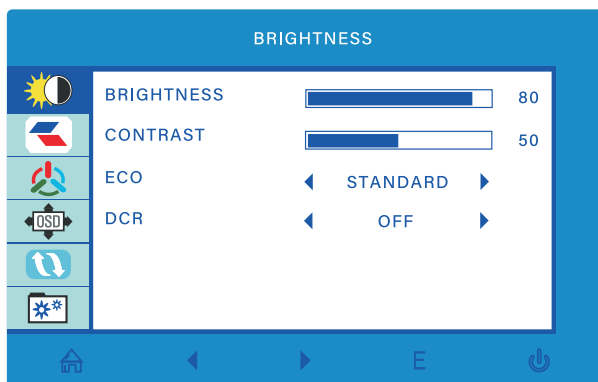 BRIGHTNESS
BRIGHTNESS 80
CONTRAST 50
ECO STANDARD
DCR OFF
OSD
E